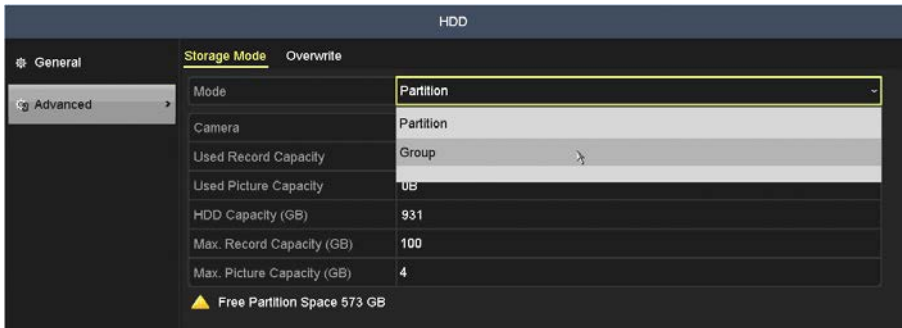 HDD
General
Storage Mode Overwrite
Advanced
Mode Partition
Partition
Camera
Group
Used Record Capacity
Used Picture Capacity 0B
HDD Capacity (GB) 931
Max. Record Capacity (GB) 100
Max. Picture Capacity (GB) 4
Free Partition Space 573 GB